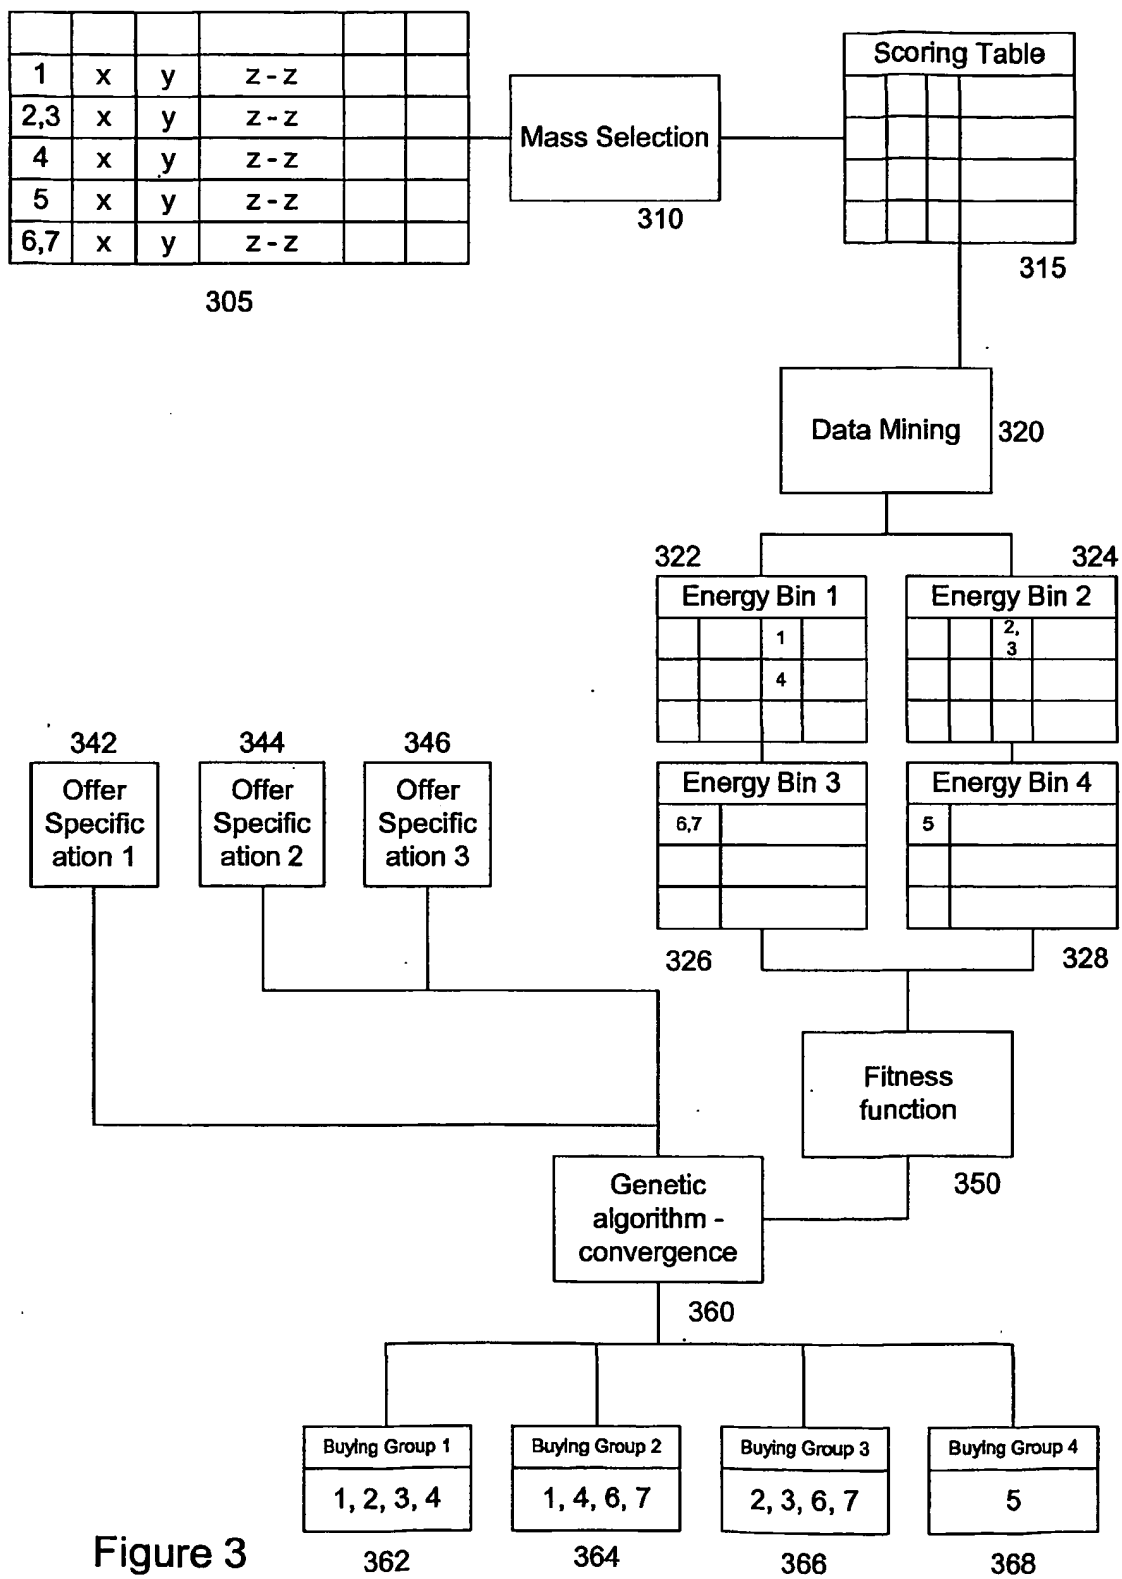 1 x y z - z
2,3 x y z - z
4 x y z - z
5 x y z - z
6,7 x y z - z
305
Mass Selection
310
Scoring Table
315
Data Mining
320
322
Energy Bin 1
1
4
324
Energy Bin 2
2,
3
Energy Bin 3
6,7
326
Energy Bin 4
5
328
342
Offer
Specific
ation 1
344
Offer
Specific
ation 2
346
Offer
Specific
ation 3
Fitness
function
350
Genetic
algorithm -
convergence
360
Buying Group 1
1, 2, 3, 4
362
Buying Group 2
1, 4, 6, 7
364
Buying Group 3
2, 3, 6, 7
366
Buying Group 4
5
368
Figure 3